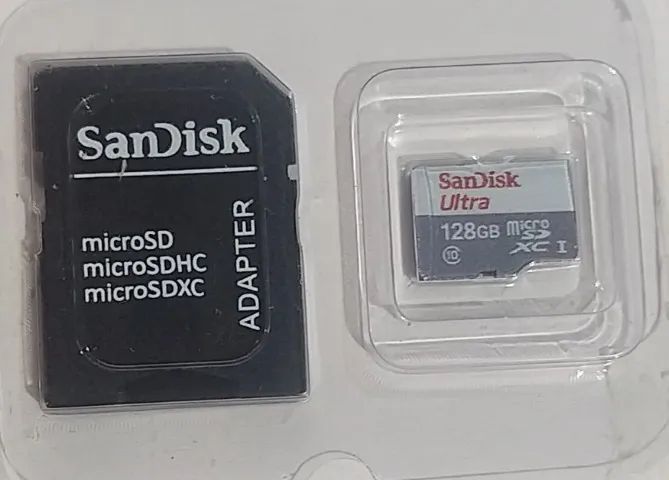 SanDisk
microSD
microSDHC
microSDXC
ADAPTER
SanDisk
Ultra
128GB micro
SD
XC I
10